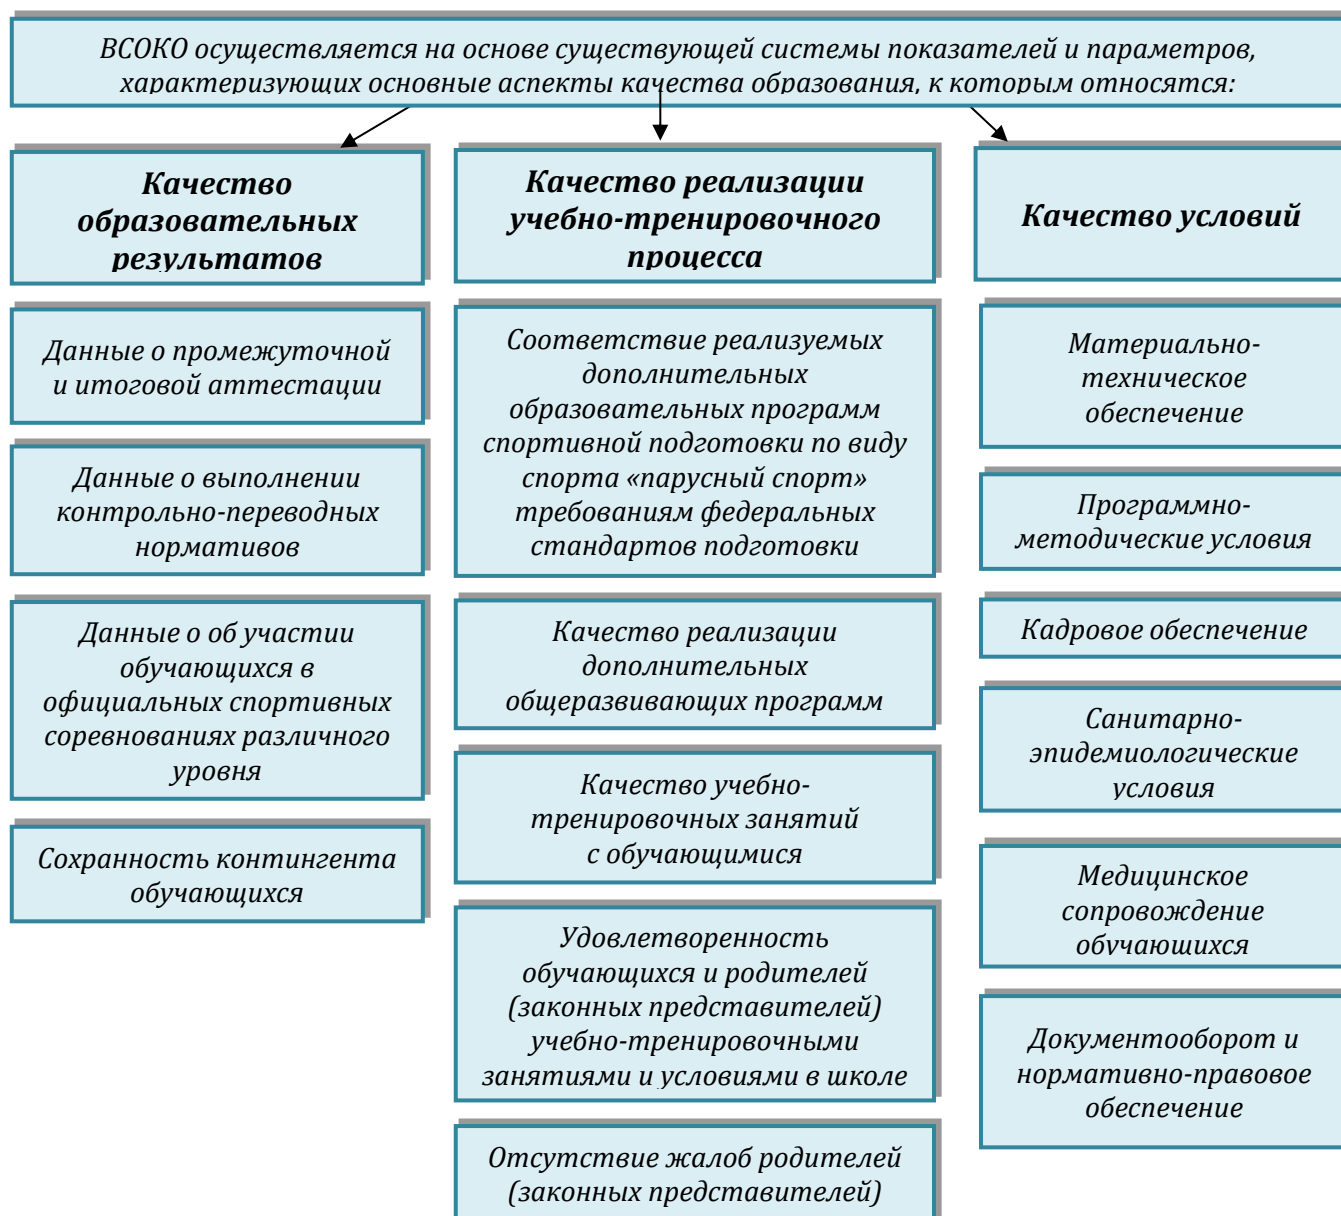 ВСОКО осуществляется на основе существующей системы показателей и параметров,
характеризующих основные аспекты качества образования, к которым относятся:
Качество
образовательных
результатов
Данные о промежуточной
и итоговой аттестации
Данные о выполнении
контрольно-переводных
нормативов
Данные о об участии
обучающихся в
официальных спортивных
соревнованиях различного
уровня
Сохранность контингента
обучающихся
Качество реализации
учебно-тренировочного
процесса
Соответствие реализуемых
дополнительных
образовательных программ
спортивной подготовки по виду
спорта «парусный спорт»
требованиям федеральных
стандартов подготовки
Качество реализации
дополнительных
общеразвивающих программ
Качество учебно-
тренировочных занятий
с обучающимися
Удовлетворенность
обучающихся и родителей
(законных представителей)
учебно-тренировочными
занятиями и условиями в школе
Отсутствие жалоб родителей
(законных представителей)
Качество условий
Материально-
техническое
обеспечение
Программно-
методические условия
Кадровое обеспечение
Санитарно-
эпидемиологические
условия
Медицинское
сопровождение
обучающихся
Документооборот и
нормативно-правовое
обеспечение